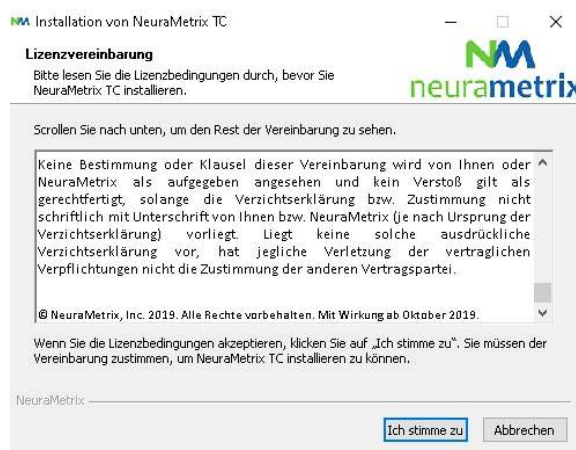 Installation von NeuraMetrix TC
Lizenzvereinbarung
Bitte lesen Sie die Lizenzbedingungen durch, bevor Sie
NeuraMetrix TC installieren.
NM
neurametrix
Scrollen Sie nach unten, um den Rest der Vereinbarung zu sehen.
Keine Bestimmung oder Klausel dieser Vereinbarung wird von Ihnen oder
NeuraMetrix als aufgegeben angesehen und kein Verstoß gilt als
gerechtfertigt, solange die Verzichtserklärung bzw. Zustimmung nicht
schriftlich mit Unterschrift von Ihnen bzw. NeuraMetrix (je nach Ursprung der
Verzichtserklärung) vorliegt. Liegt keine solche ausdrückliche
Verzichtserklärung vor, hat jegliche Verletzung der vertraglichen
Verpflichtungen nicht die Zustimmung der anderen Vertragspartei.
© NeuraMetrix, Inc. 2019. Alle Rechte vorbehalten. Mit Wirkung ab Oktober 2019.
Wenn Sie die Lizenzbedingungen akzeptieren, klicken Sie auf „Ich stimme zu“. Sie müssen der
Vereinbarung zustimmen, um NeuraMetrix TC installieren zu können.
NeuraMetrix
Ich stimme zu
Abbrechen